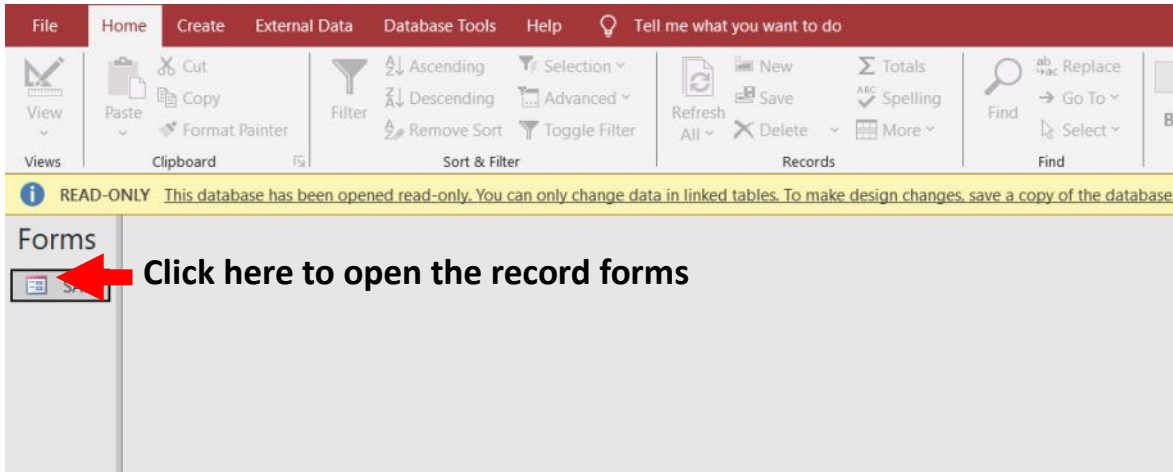 File Home Create External Data Database Tools Help Tell me what you want to do
View
Paste
Cut
Copy
Format Painter
Filter
Ascending
Descending
Remove Sort
Selection
Advanced
Toggle Filter
Refresh
All
New
Save
Delete
Totals
Spelling
More
Find
Replace
Go To
Select
Views Clipboard Sort & Filter Records Find
READ-ONLY This database has been opened read-only. You can only change data in linked tables. To make design changes, save a copy of the database
Forms
Click here to open the record forms